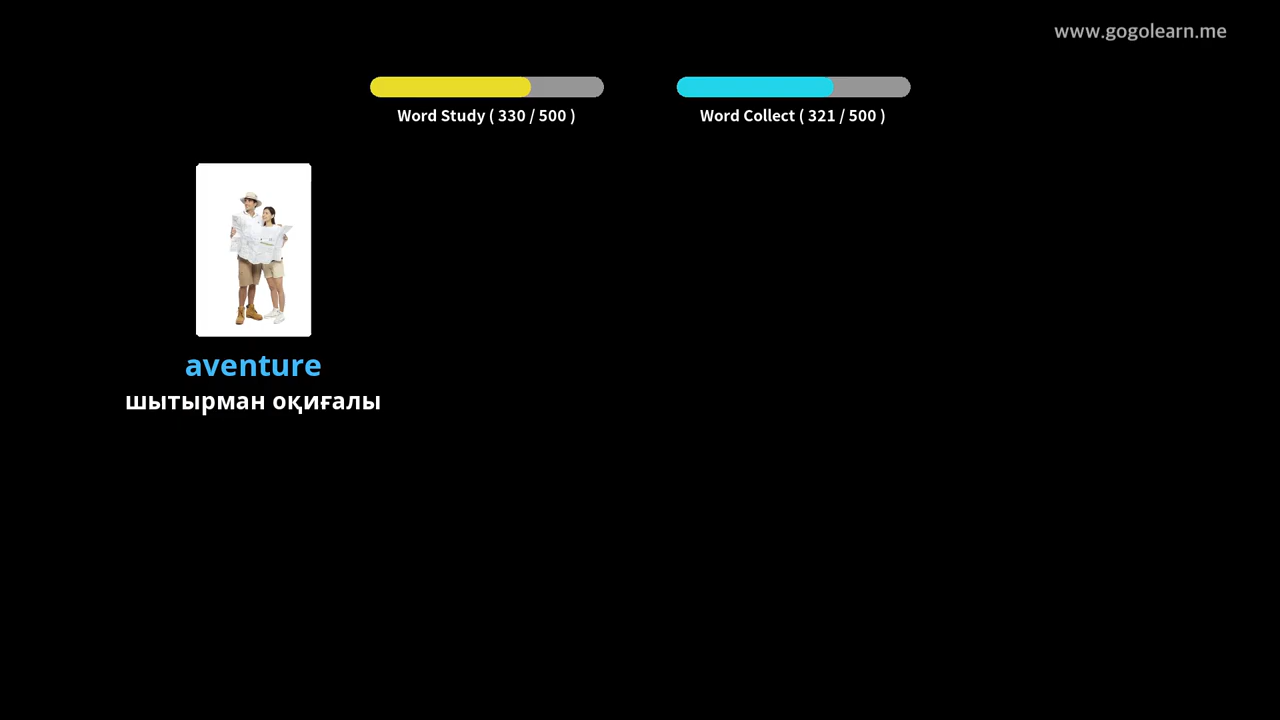 www.gogolearn.me
Word Study ( 330 / 500 )
Word Collect ( 321 / 500 )
aventure
шытырман оқиғалы